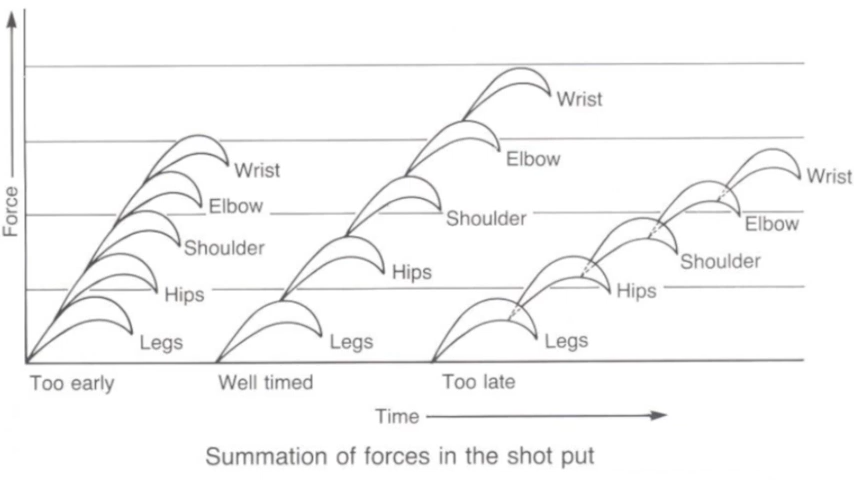 Force
Wrist
Elbow
Shoulder
Hips
Legs
Too early
Wrist
Elbow
Shoulder
Hips
Legs
Well timed
Wrist
Elbow
Shoulder
Hips
Legs
Too late
Time
Summation of forces in the shot put